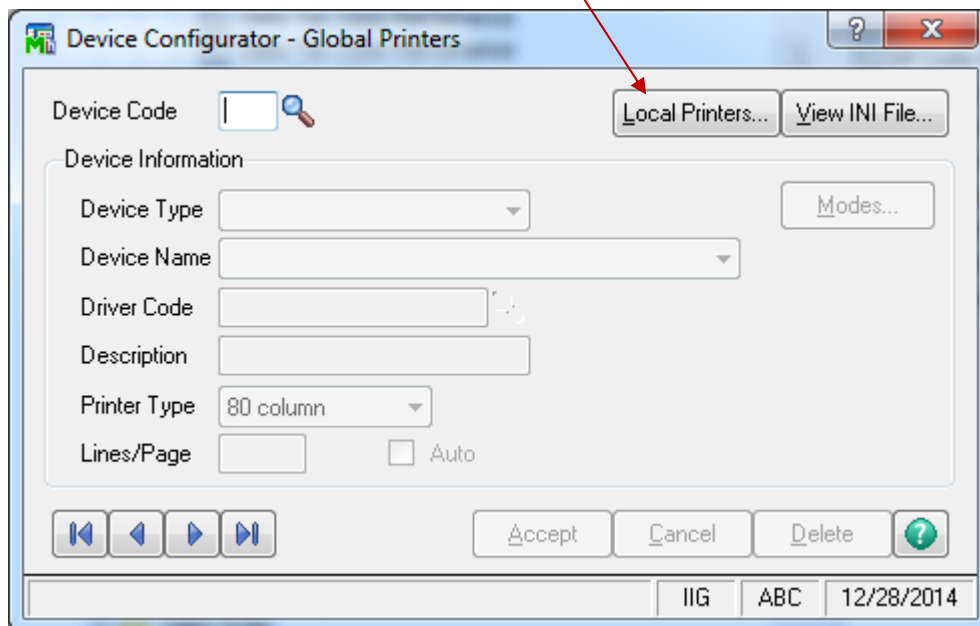 Device Configurator - Global Printers
Device Code Local Printers... View INI File...
Device Information
Device Type Modes...
Device Name
Driver Code
Description
Printer Type 80 column
Lines/Page Auto
Accept Cancel Delete
IIG ABC 12/28/2014